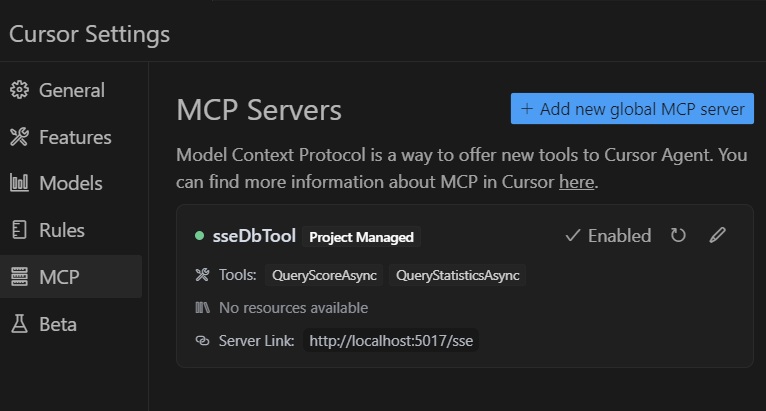 Cursor Settings
General
Features
Models
Rules
MCP
Beta
MCP Servers
+ Add new global MCP server
Model Context Protocol is a way to offer new tools to Cursor Agent. You
can find more information about MCP in Cursor here.
sseDbTool Project Managed Enabled
Tools: QueryScoreAsync QueryStatisticsAsync
No resources available
Server Link: http://localhost:5017/sse